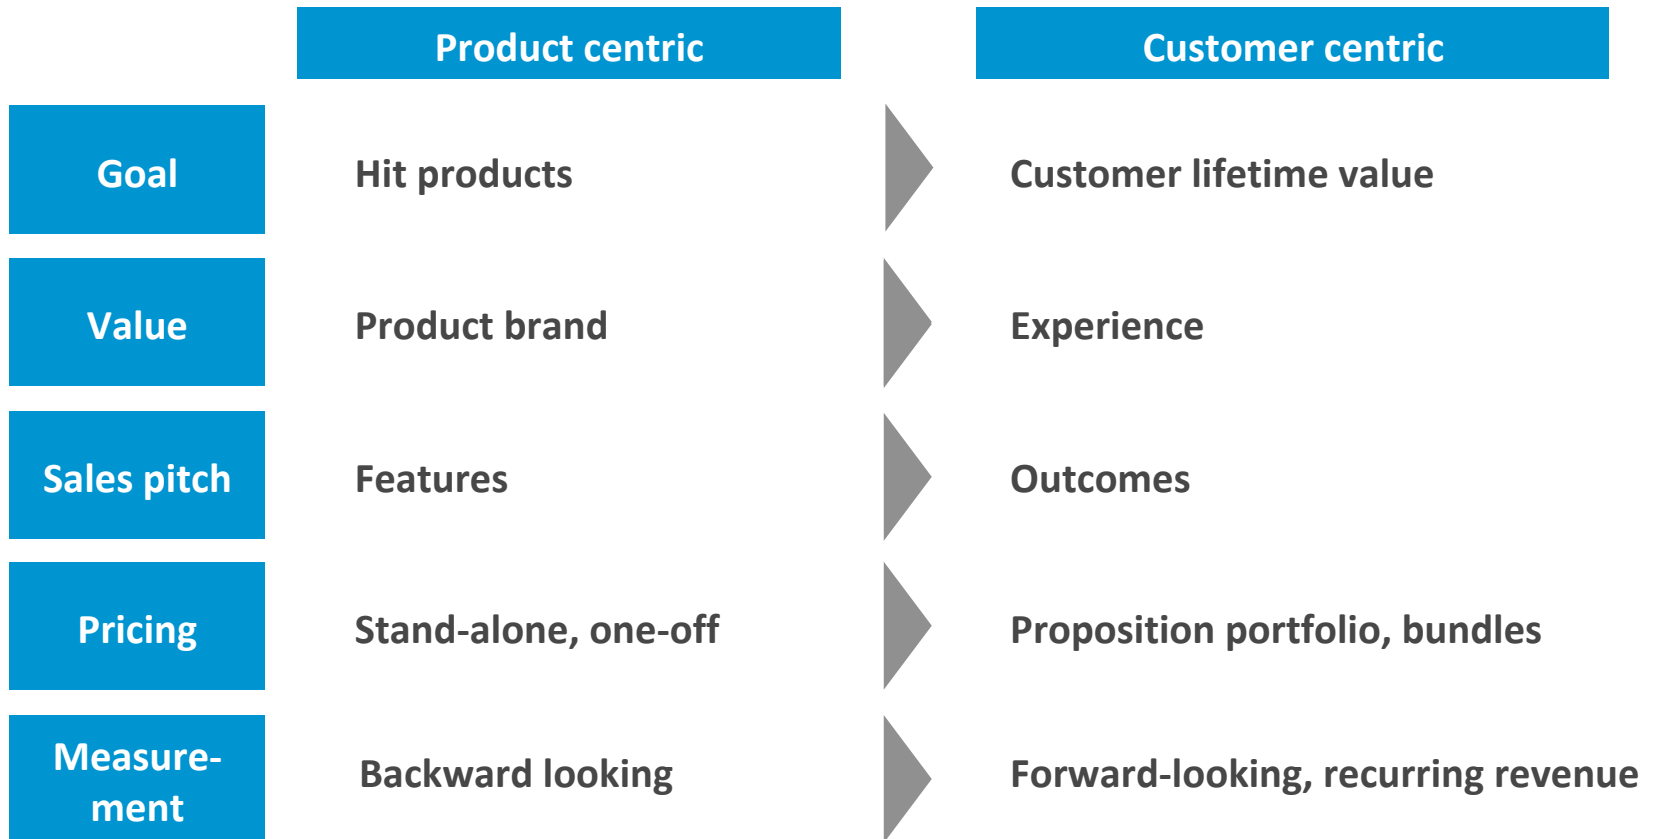 Product centric
Customer centric
Goal
Hit products
Customer lifetime value
Value
Product brand
Experience
Sales pitch
Features
Outcomes
Pricing
Stand-alone, one-off
Proposition portfolio, bundles
Measure-
ment
Backward looking
Forward-looking, recurring revenue